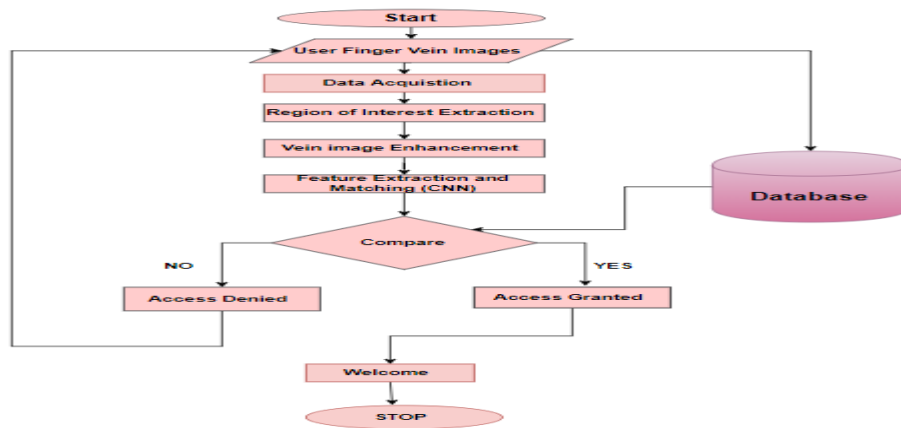 Start
User Finger Vein Images
Data Acquistion
Region of Interest Extraction
Vein image Enhancement
Feature Extraction and
Matching (CNN)
Database
Compare
NO
YES
Access Denied
Access Granted
Welcome
STOP